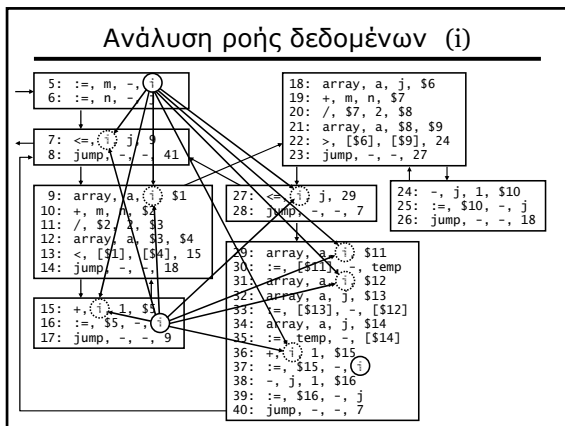 Ανάλυση ροής δεδομένων (i)
5: :=, m, -, i
6: :=, n, -,
7: <=, i j, 9
8: jump, -, -, 41
9: array, a, i $1
10: +, m, n, $2
11: /, $2, 2, $3
12: array, a, $3, $4
13: <, [$1], [$4], 15
14: jump, -, -, 18
15: +, i 1, $5
16: :=, $5, -, i
17: jump, -, -, 9
18: array, a, j, $6
19: +, m, n, $7
20: /, $7, 2, $8
21: array, a, $8, $9
22: >, [$6], [$9], 24
23: jump, -, -, 27
24: -, j, 1, $10
25: :=, $10, -, j
26: jump, -, -, 18
27: <=, i j, 29
28: jump, -, -, 7
29: array, a, i $11
30: :=, [$11], -, temp
31: array, a, i $12
32: array, a, j, $13
33: :=, [$13], -, [$12]
34: array, a, j, $14
35: := temp, -, [$14]
36: +, i 1, $15
37: :=, $15, -, i
38: -, j, 1, $16
39: :=, $16, -, j
40: jump, -, -, 7